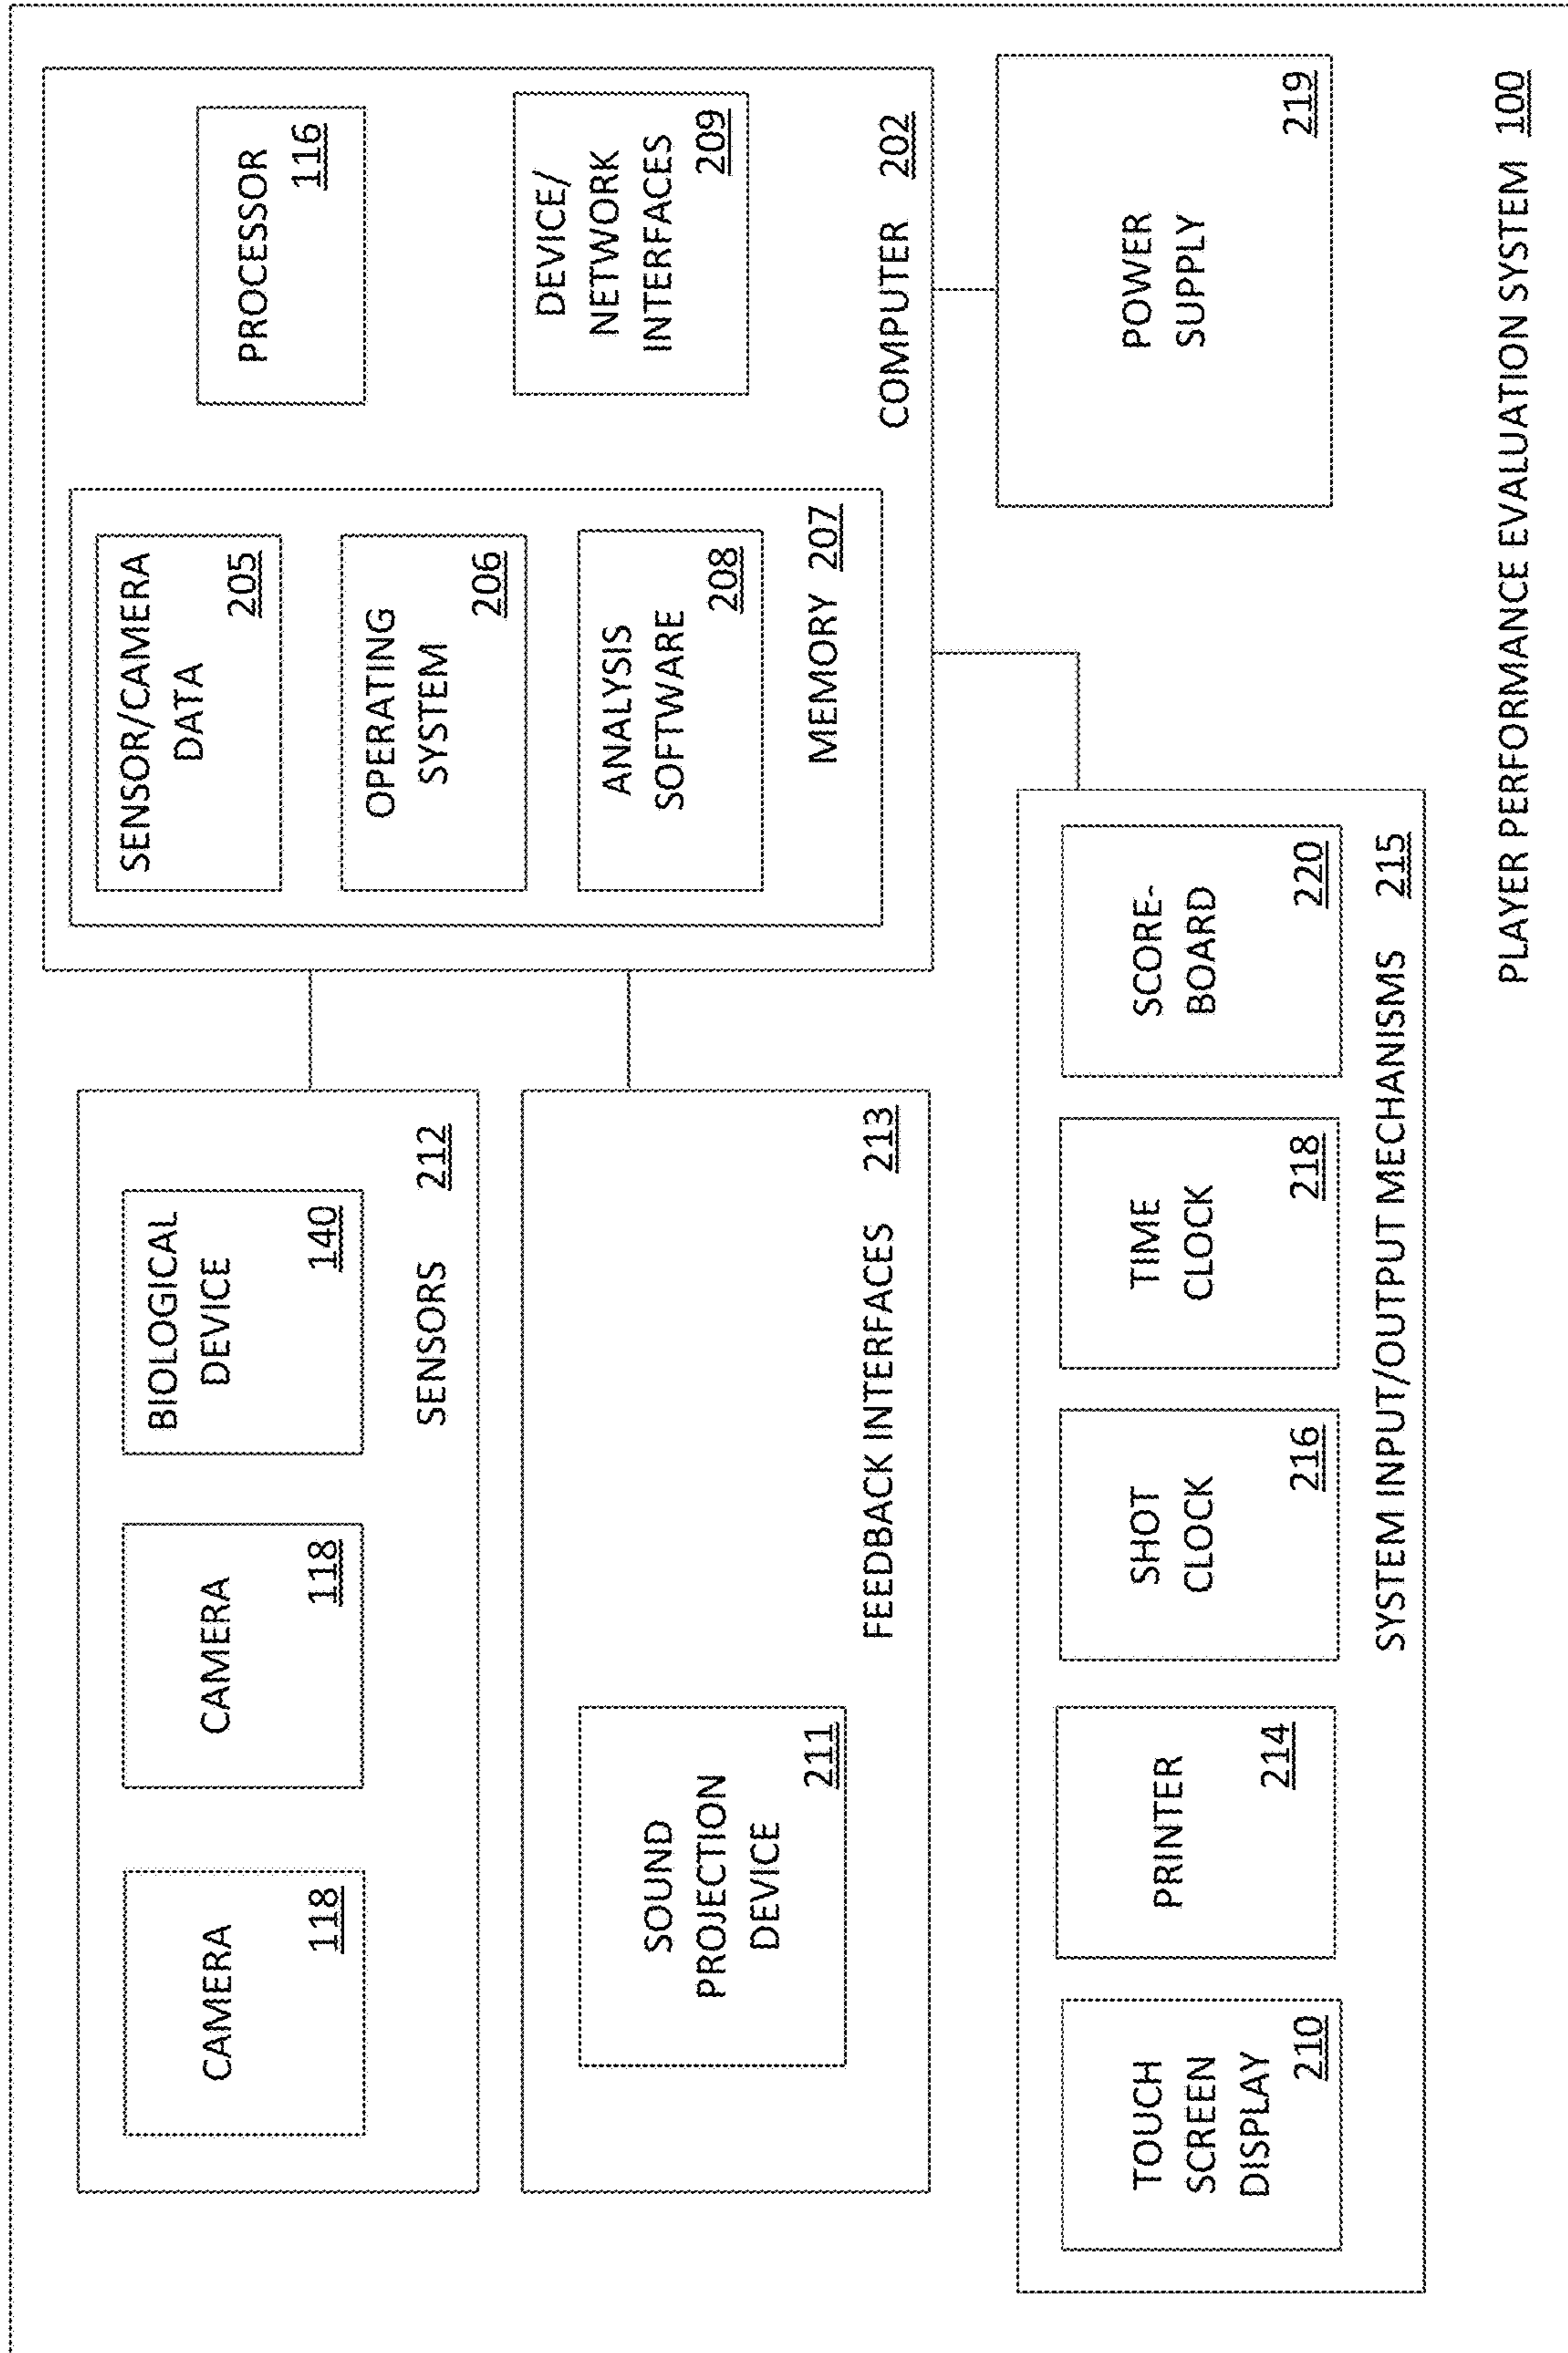 CAMERA
118
CAMERA
118
BIOLOGICAL
DEVICE
140
SENSORS 212
SOUND
PROJECTION
DEVICE
211
FEEDBACK INTERFACES 213
SENSOR/CAMERA
DATA
205
OPERATING
SYSTEM
206
ANALYSIS
SOFTWARE
208
MEMORY 207
PROCESSOR
116
DEVICE/
NETWORK
INTERFACES
209
COMPUTER 202
TOUCH
SCREEN
DISPLAY
210
PRINTER
214
SHOT
CLOCK
216
TIME
CLOCK
218
SCORE-
BOARD
220
SYSTEM INPUT/OUTPUT MECHANISMS 215
POWER
SUPPLY
219
PLAYER PERFORMANCE EVALUATION SYSTEM 100